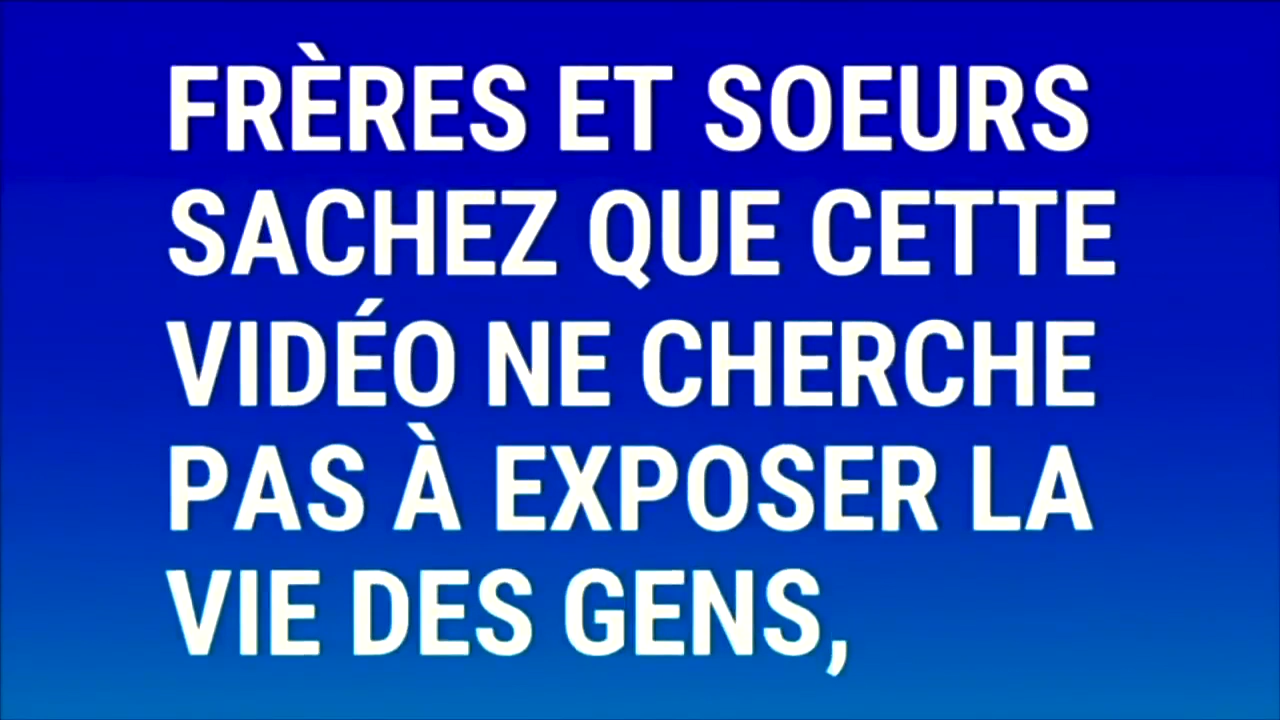 FRÈRES ET SOEURS
SACHEZ QUE CETTE
VIDÉO NE CHERCHE
PAS À EXPOSER LA
VIE DES GENS,